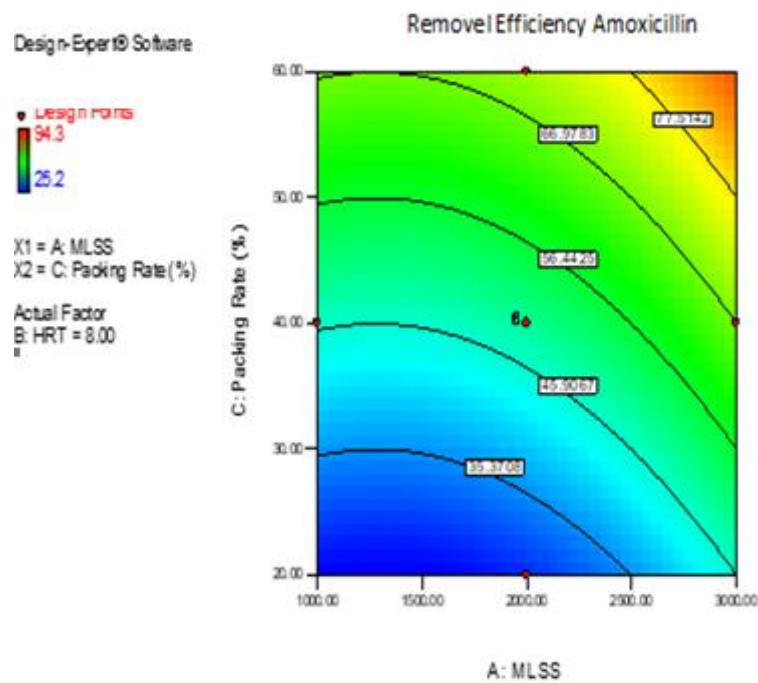 Removel Efficiency Amoxicillin
Design-Expert® Software
Design Points
94.3
25.2
X1 = A: MLSS
X2 = C: Packing Rate (%)
Actual Factor
B: HRT = 8.00
C: Packing Rate (%)
60.00
50.00
40.00
30.00
20.00
77.5142
66.9783
56.4425
6
45.9067
35.3708
1000.00
1500.00
2000.00
2500.00
3000.00
A: MLSS